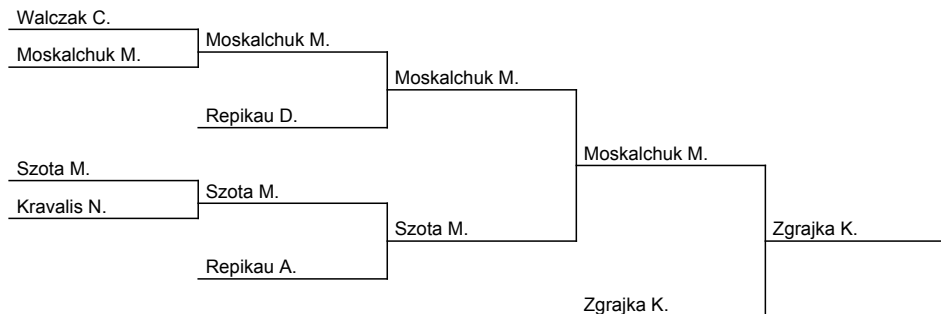 Walczak C.
Moskalchuk M.
Moskalchuk M.
Moskalchuk M.
Repikau D.
Moskalchuk M.
Szota M.
Szota M.
Kravalis N.
Szota M.
Zgrajka K.
Repikau A.
Zgrajka K.